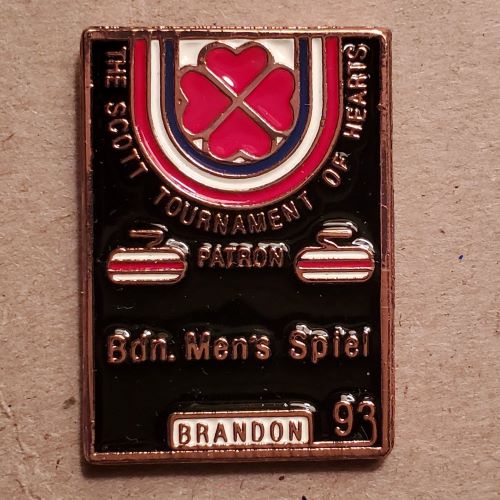 THE SCOTT TOURNAMENT OF HEARTS
PATRON
Bdn. Men's Spiel
93
BRANDON